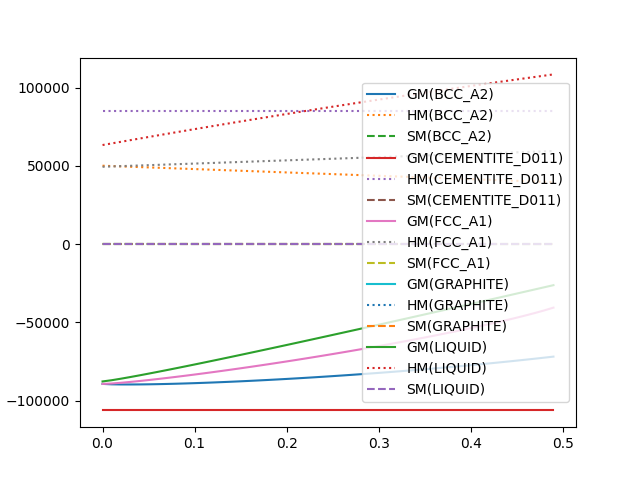 100000
50000
0
−50000
−100000
0.0
0.1
0.2
0.3
0.4
0.5
GM(BCC_A2)
HM(BCC_A2)
SM(BCC_A2)
GM(CEMENTITE_D011)
HM(CEMENTITE_D011)
SM(CEMENTITE_D011)
GM(FCC_A1)
HM(FCC_A1)
SM(FCC_A1)
GM(GRAPHITE)
HM(GRAPHITE)
SM(GRAPHITE)
GM(LIQUID)
HM(LIQUID)
SM(LIQUID)